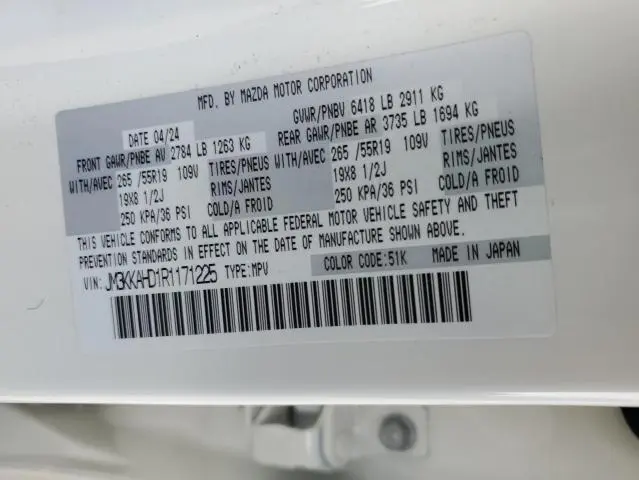 MFD. BY MAZDA MOTOR CORPORATION
DATE 04/24 GVWR/PNBV 6418 LB 2911 KG
FRONT GAWR/PNBE AV 2784 LB 1263 KG REAR GAWR/PNBE AR 3735 LB 1694 KG
WITH/AVEC 265 /55R19 109V TIRES/PNEUS WITH/AVEC 265 /55R19 109V TIRES/PNEUS
19X8 1/2J RIMS/JANTES 19X8 1/2J RIMS/JANTES
250 KPA/36 PSI COLD/A FROID 250 KPA/36 PSI COLD/A FROID
THIS VEHICLE CONFORMS TO ALL APPLICABLE FEDERAL MOTOR VEHICLE SAFETY AND THEFT
PREVENTION STANDARDS IN EFFECT ON THE DATE OF MANUFACTURE SHOWN ABOVE.
VIN: JM3KKAHD1R1171225 TYPE:MPV COLOR CODE:51K MADE IN JAPAN